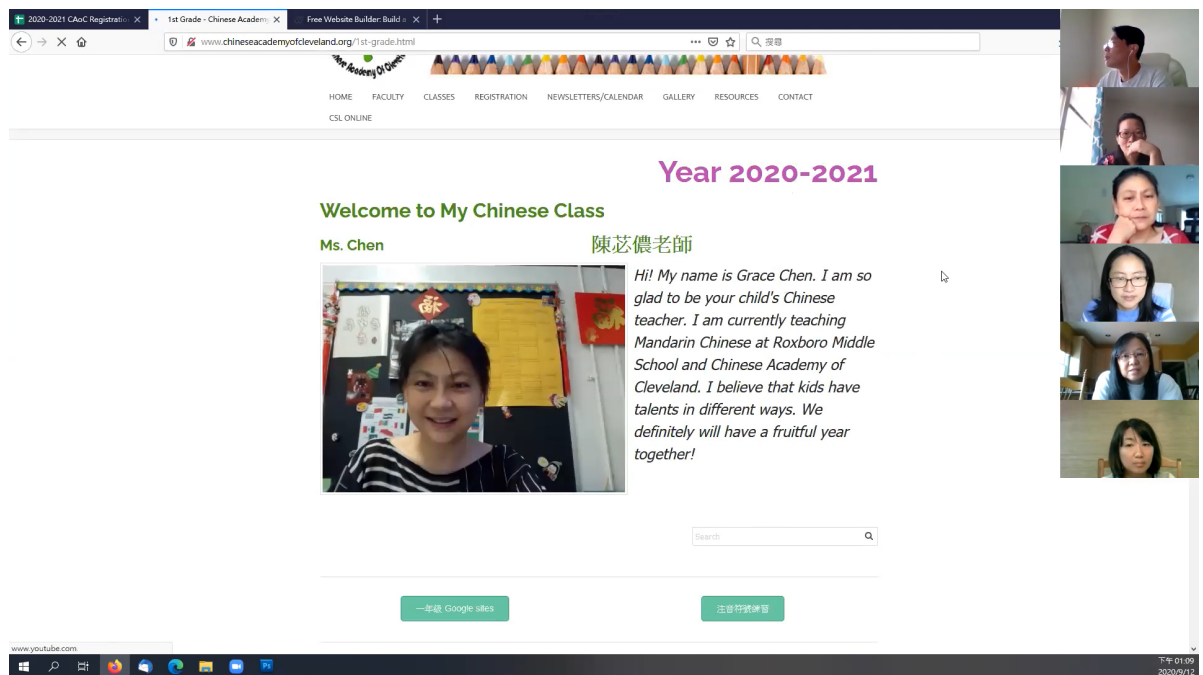 2020-2021 CAoC Registratio
1st Grade - Chinese Academ
Free Website Builder: Build a
www.chineseacademyofcleveland.org/1st-grade.html
搜尋
HOME FACULTY CLASSES REGISTRATION NEWSLETTERS/CALENDAR GALLERY RESOURCES CONTACT
CSL ONLINE
Year 2020-2021
Welcome to My Chinese Class
Ms. Chen 陳苾儂老師
Hi! My name is Grace Chen. I am so
glad to be your child's Chinese
teacher. I am currently teaching
Mandarin Chinese at Roxboro Middle
School and Chinese Academy of
Cleveland. I believe that kids have
talents in different ways. We
definitely will have a fruitful year
together!
福
Search
一年級 Google sites
注音符號練習
www.youtube.com
下午 01:09
2020/9/12